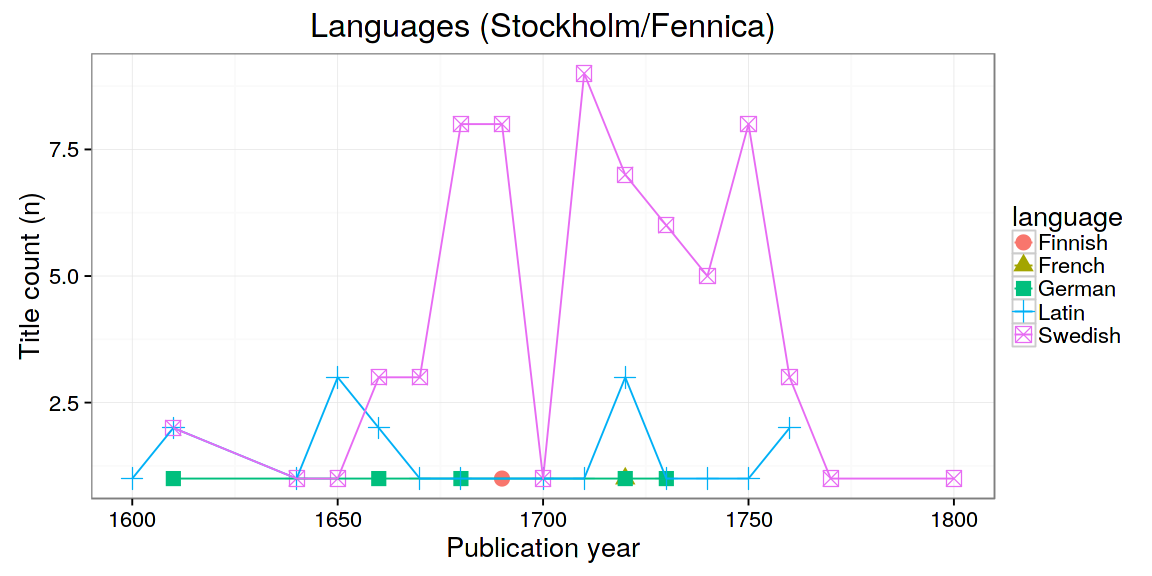 Languages (Stockholm/Fennica)
7.5
5.0
2.5
Title count (n)
1600
1650
1700
1750
1800
Publication year
language
Finnish
French
German
Latin
Swedish